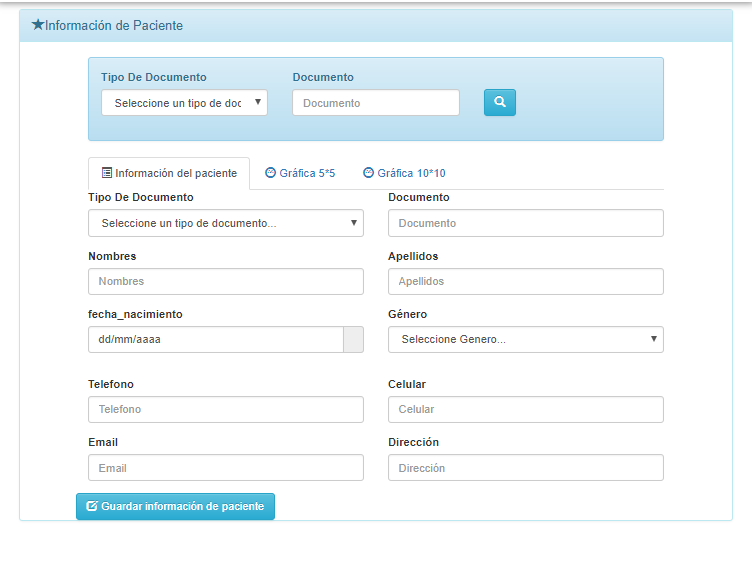 Información de Paciente
Tipo De Documento Documento
Seleccione un tipo de doc Documento
Información del paciente Gráfica 5*5 Gráfica 10*10
Tipo De Documento Documento
Seleccione un tipo de documento... Documento
Nombres Apellidos
Nombres Apellidos
fecha_nacimiento Género
dd/mm/aaaa Seleccione Genero...
Telefono Celular
Telefono Celular
Email Dirección
Email Dirección
Guardar información de paciente